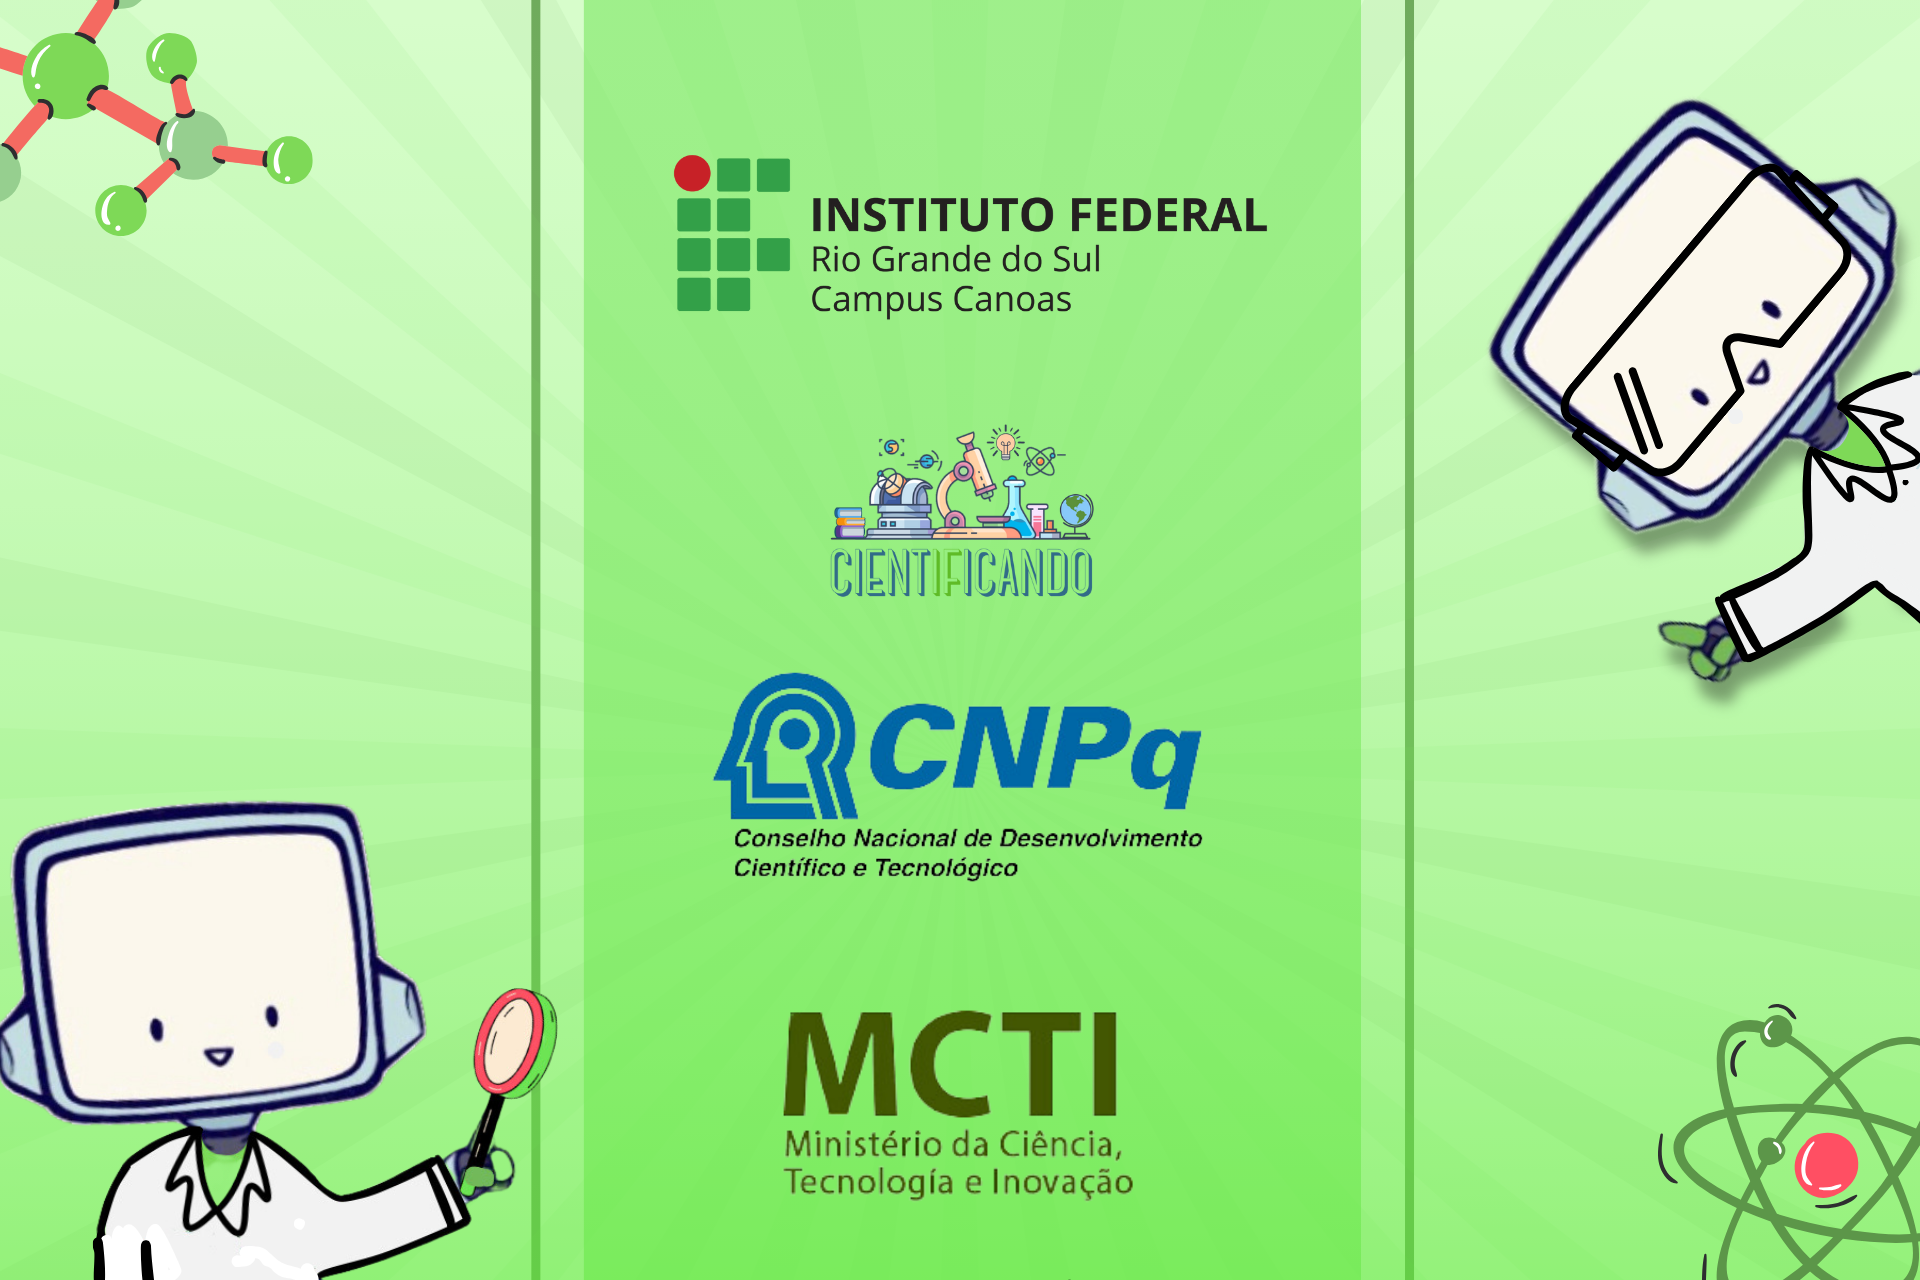 INSTITUTO FEDERAL
Rio Grande do Sul
Campus Canoas
CIENTIFICANDO
CNPq
Conselho Nacional de Desenvolvimento
Científico e Tecnológico
MCTI
Ministério da Ciência,
Tecnologia e Inovação